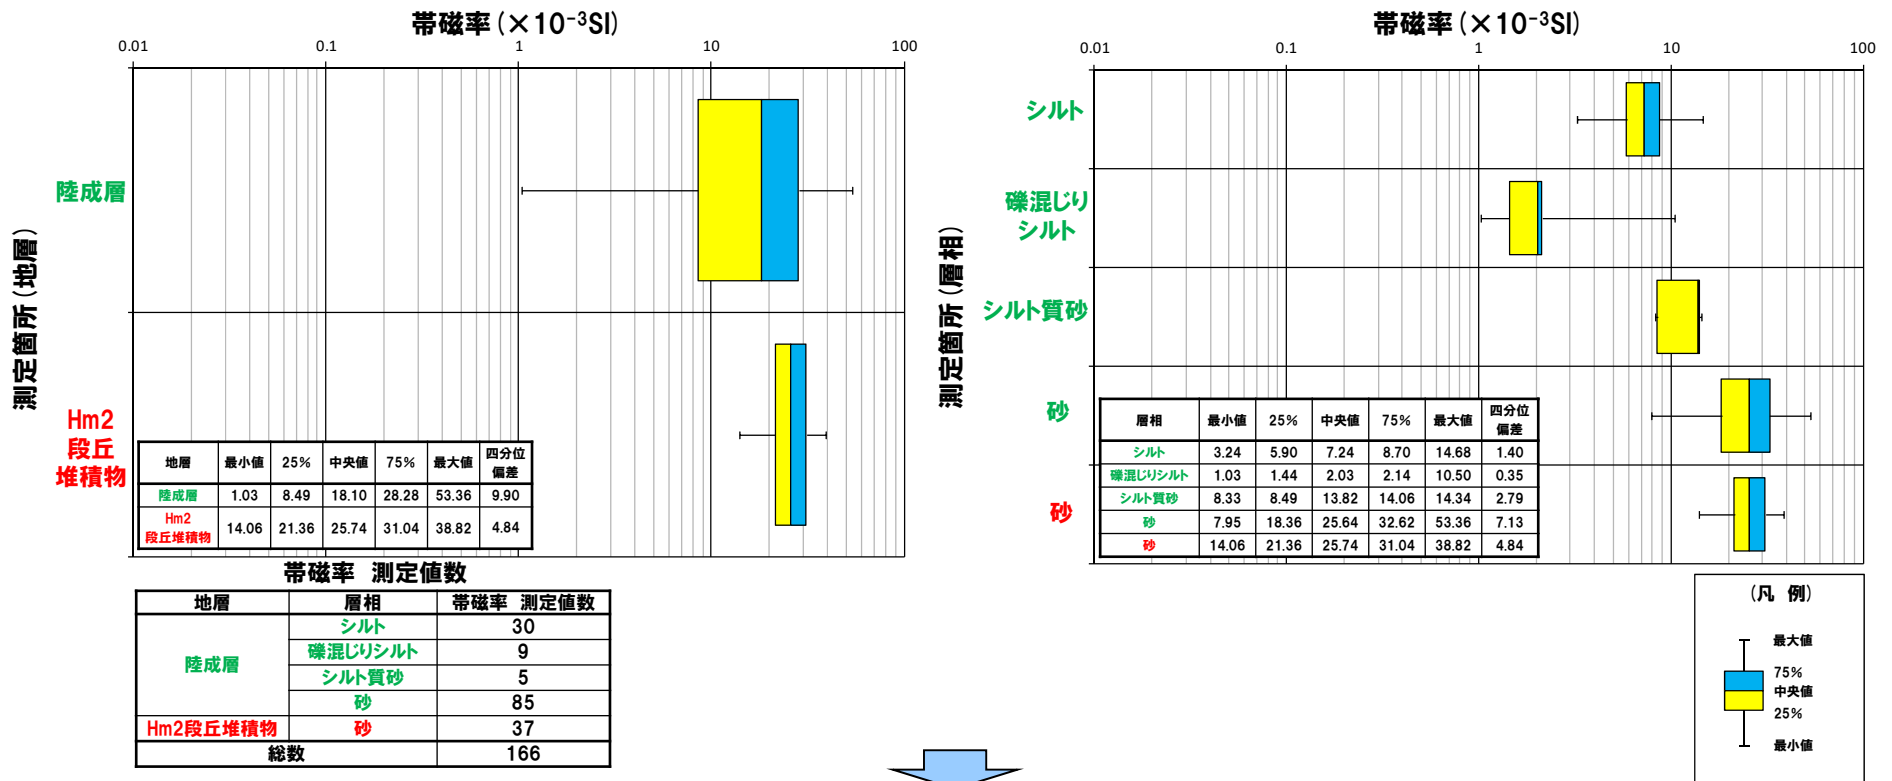 帯磁率(×10⁻³SI)
0.01 0.1 1 10 100
測定箇所(地層)
陸成層
Hm2
段丘
堆積物
地層 最小値 25% 中央値 75% 最大値 四分位
偏差
陸成層 1.03 8.49 18.10 28.28 53.36 9.90
Hm2
段丘堆積物 14.06 21.36 25.74 31.04 38.82 4.84
帯磁率 測定値数
地層 層相 帯磁率 測定値数
陸成層
シルト 30
礫混じりシルト 9
シルト質砂 5
砂 85
Hm2段丘堆積物 砂 37
総数 166
帯磁率(×10⁻³SI)
0.01 0.1 1 10 100
測定箇所(層相)
シルト
礫混じり
シルト
シルト質砂
砂
砂
層相 最小値 25% 中央値 75% 最大値 四分位
偏差
シルト 3.24 5.90 7.24 8.70 14.68 1.40
礫混じりシルト 1.03 1.44 2.03 2.14 10.50 0.35
シルト質砂 8.33 8.49 13.82 14.06 14.34 2.79
砂 7.95 18.36 25.64 32.62 53.36 7.13
砂 14.06 21.36 25.74 31.04 38.82 4.84
(凡 例)
最大値
75%
中央値
25%
最小値